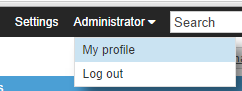 Settings Administrator Search
My profile
Log out